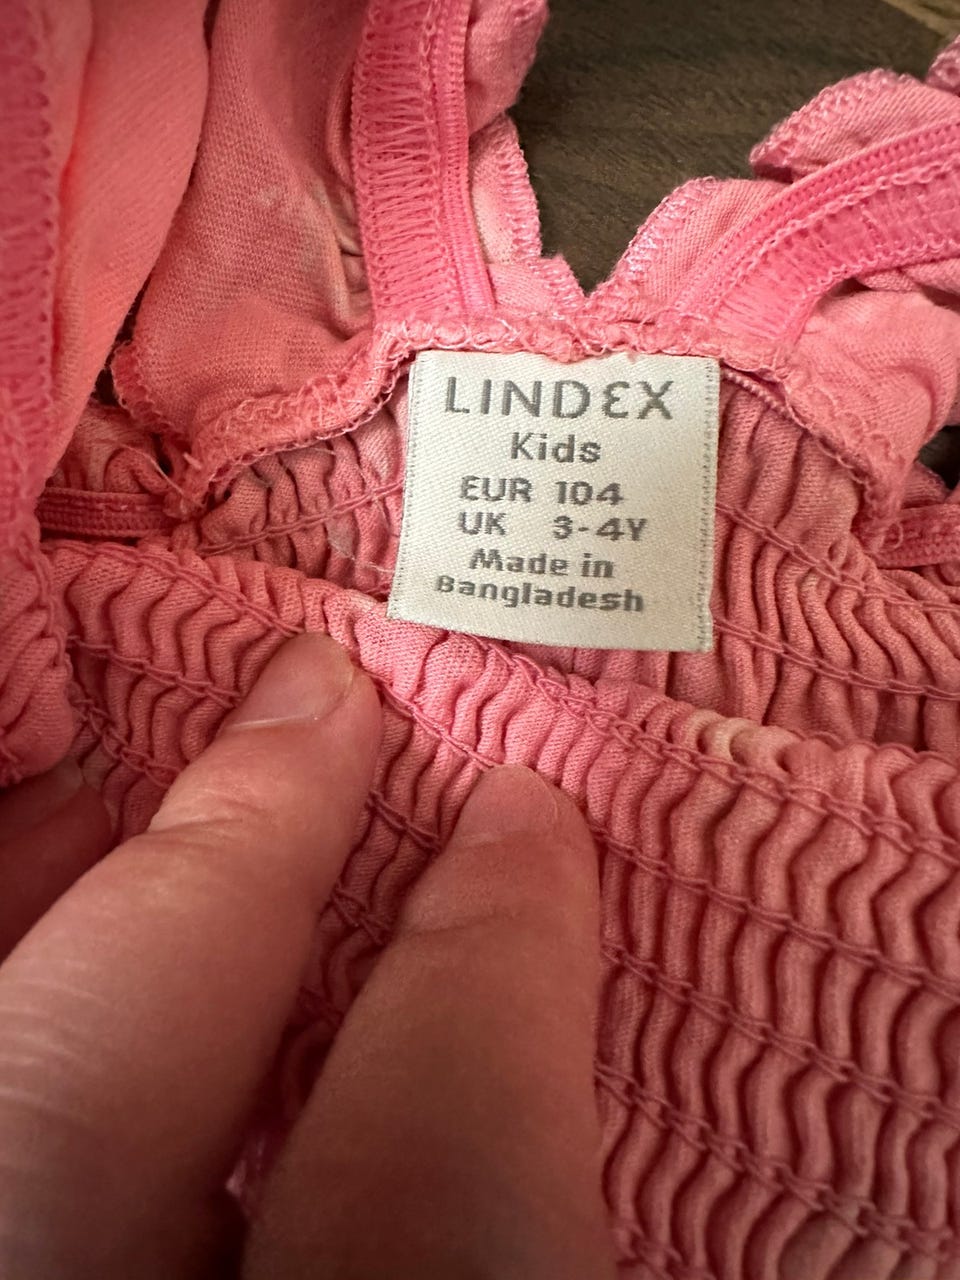 LINDEX
Kids
EUR 104
UK 3-4Y
Made in
Bangladesh